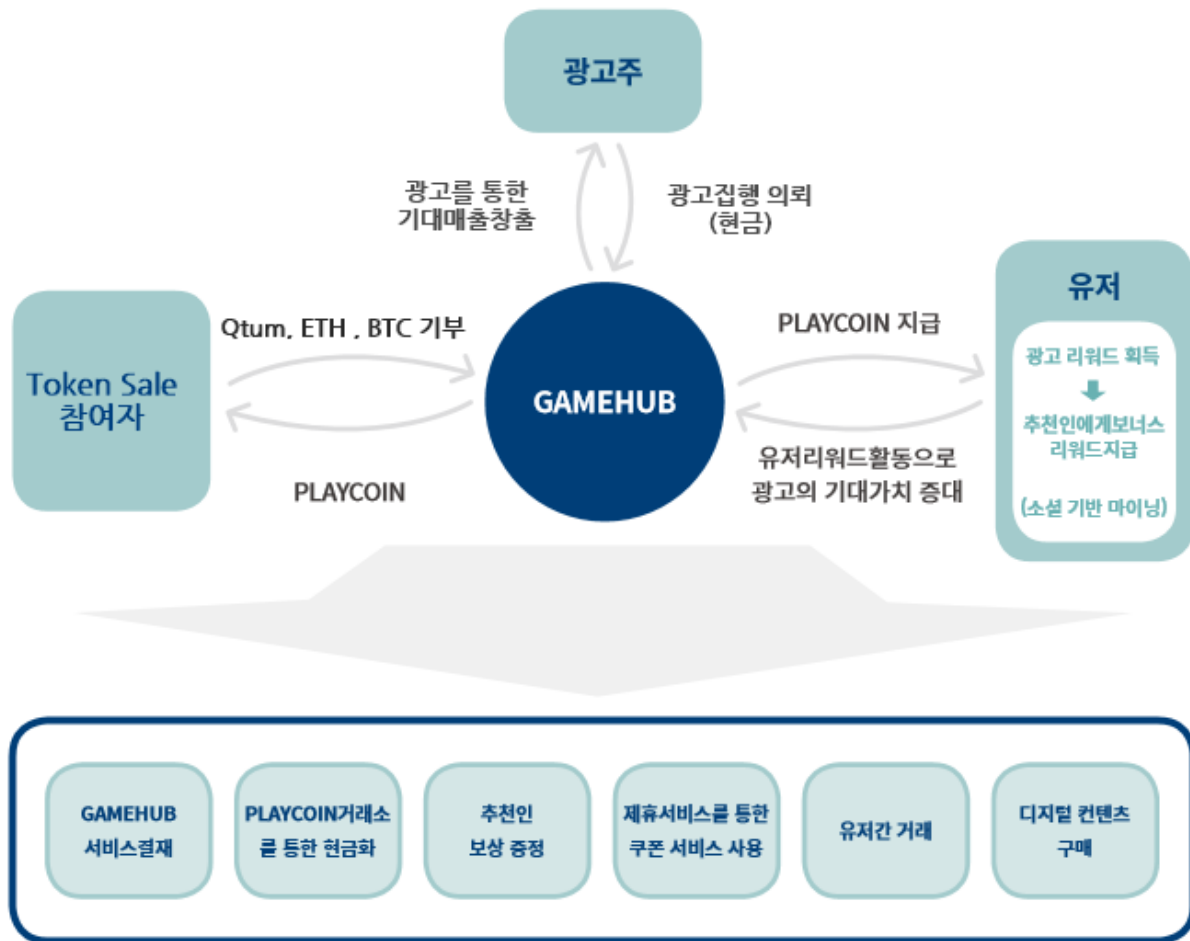 광고주
광고를 통한
기대매출창출
광고집행 의뢰
(현금)
Token Sale
참여자
Qtum, ETH , BTC 기부
PLAYCOIN
GAMEHUB
PLAYCOIN 지급
유저리워드활동으로
광고의 기대가치 증대
유저
광고 리워드 획득
추천인에게보너스
리워드지급
(소셜 기반 마이닝)
GAMEHUB
서비스결재
PLAYCOIN거래소
를 통한 현금화
추천인
보상 증정
제휴서비스를 통한
쿠폰 서비스 사용
유저간 거래
디지털 컨텐츠
구매